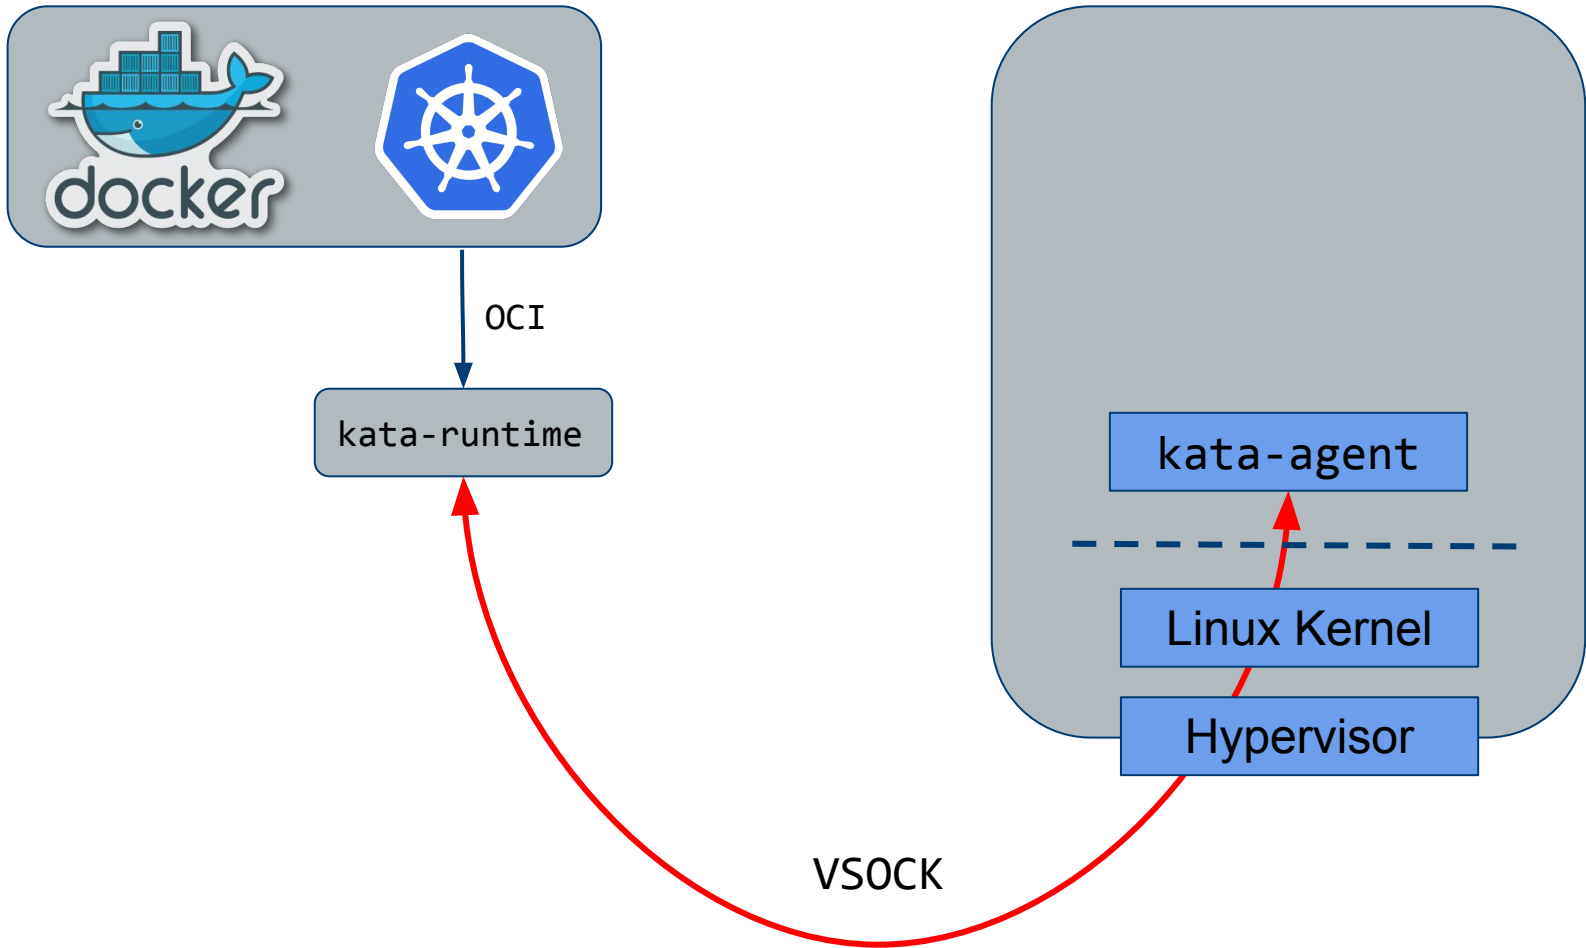 docker
OCI
kata-runtime
kata-agent
Linux Kernel
Hypervisor
VSOCK